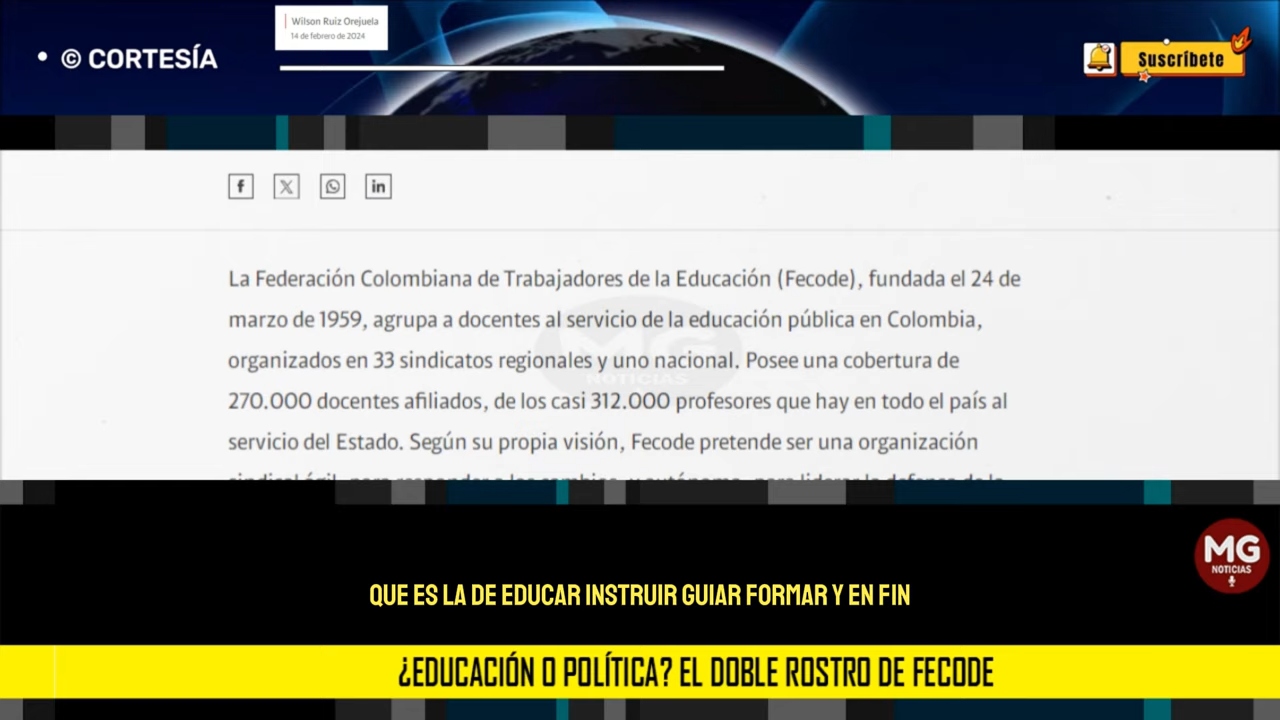 Wilson Ruiz Orejuela
14 de febrero de 2024
• © CORTESÍA
Suscríbete
La Federación Colombiana de Trabajadores de la Educación (Fecode), fundada el 24 de
marzo de 1959, agrupa a docentes al servicio de la educación pública en Colombia,
organizados en 33 sindicatos regionales y uno nacional. Posee una cobertura de
270.000 docentes afiliados, de los casi 312.000 profesores que hay en todo el país al
servicio del Estado. Según su propia visión, Fecode pretende ser una organización
MG
NOTICIAS
QUE ES LA DE EDUCAR INSTRUIR GUIAR FORMAR Y EN FIN
¿EDUCACIÓN O POLÍTICA? EL DOBLE ROSTRO DE FECODE